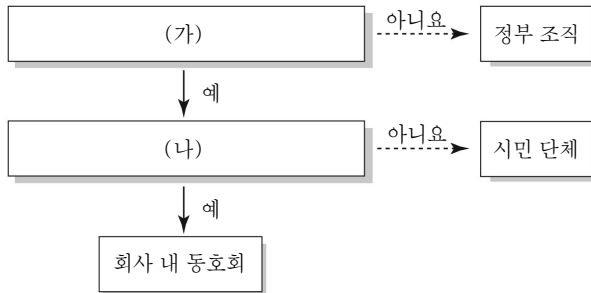 (가)
아니요
정부 조직
예
(나)
아니요
시민 단체
예
회사 내 동호회